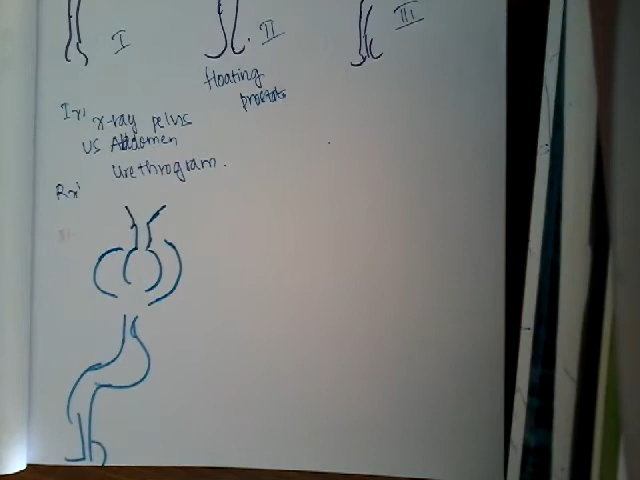 I
II
III
floating
prostate
Ix'
x-ray pelvis
US Abdomen
urethrogram.
Rx'